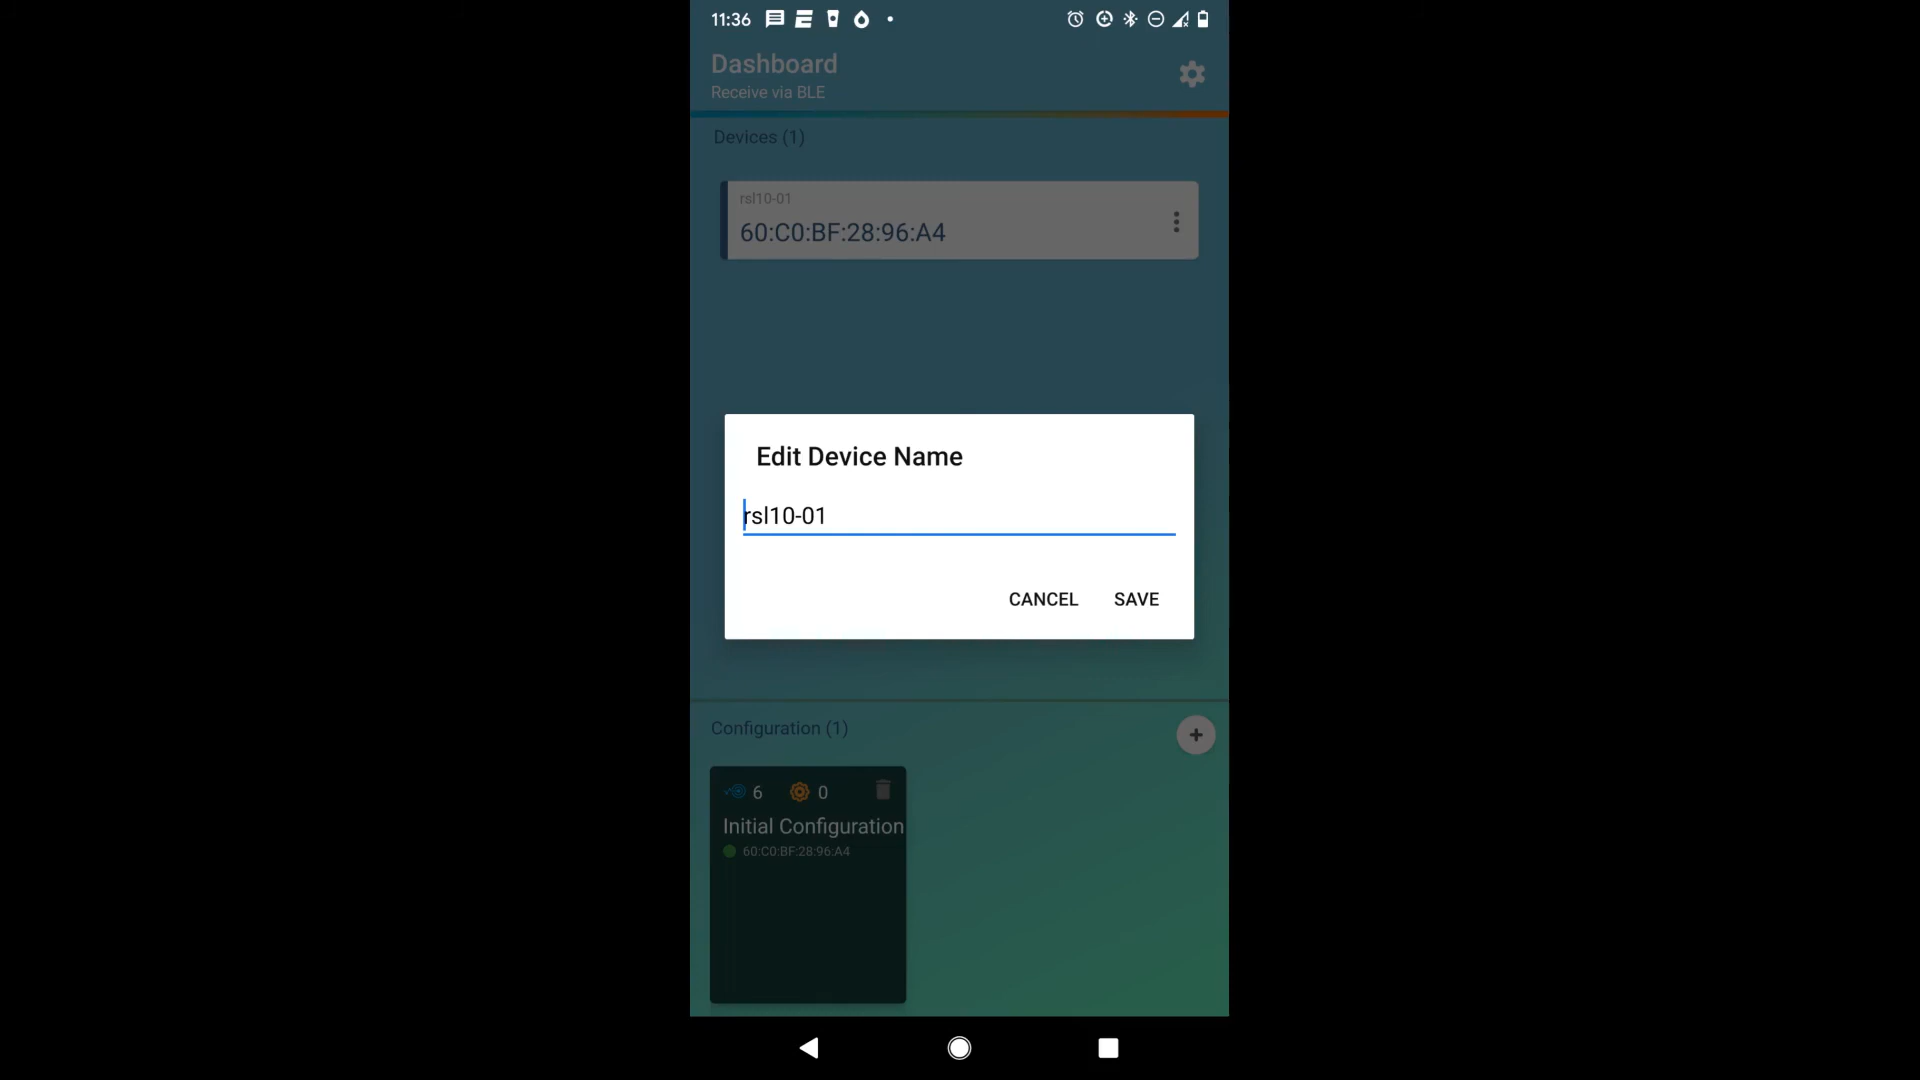 11:36
Dashboard
Receive via BLE
Devices (1)
rsl10-01
60:C0:BF:28:96:A4
Edit Device Name
rsl10-01
CANCEL SAVE
Configuration (1)
6 0
Initial Configuration
60:C0:BF:28:96:A4